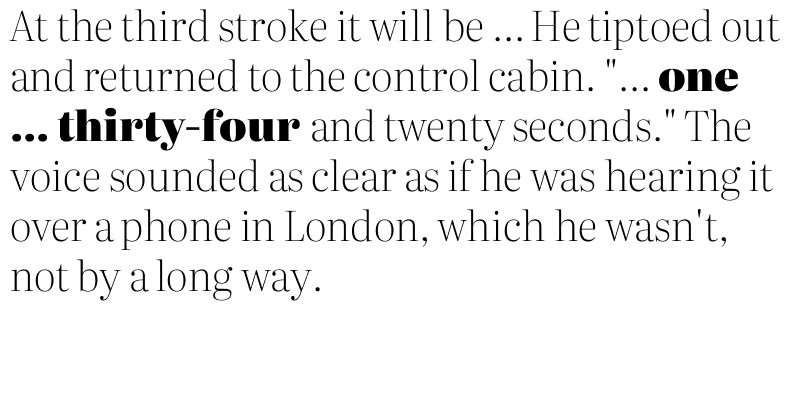 At the third stroke it will be ... He tiptoed out
and returned to the control cabin. "... one
... thirty-four and twenty seconds." The
voice sounded as clear as if he was hearing it
over a phone in London, which he wasn't,
not by a long way.